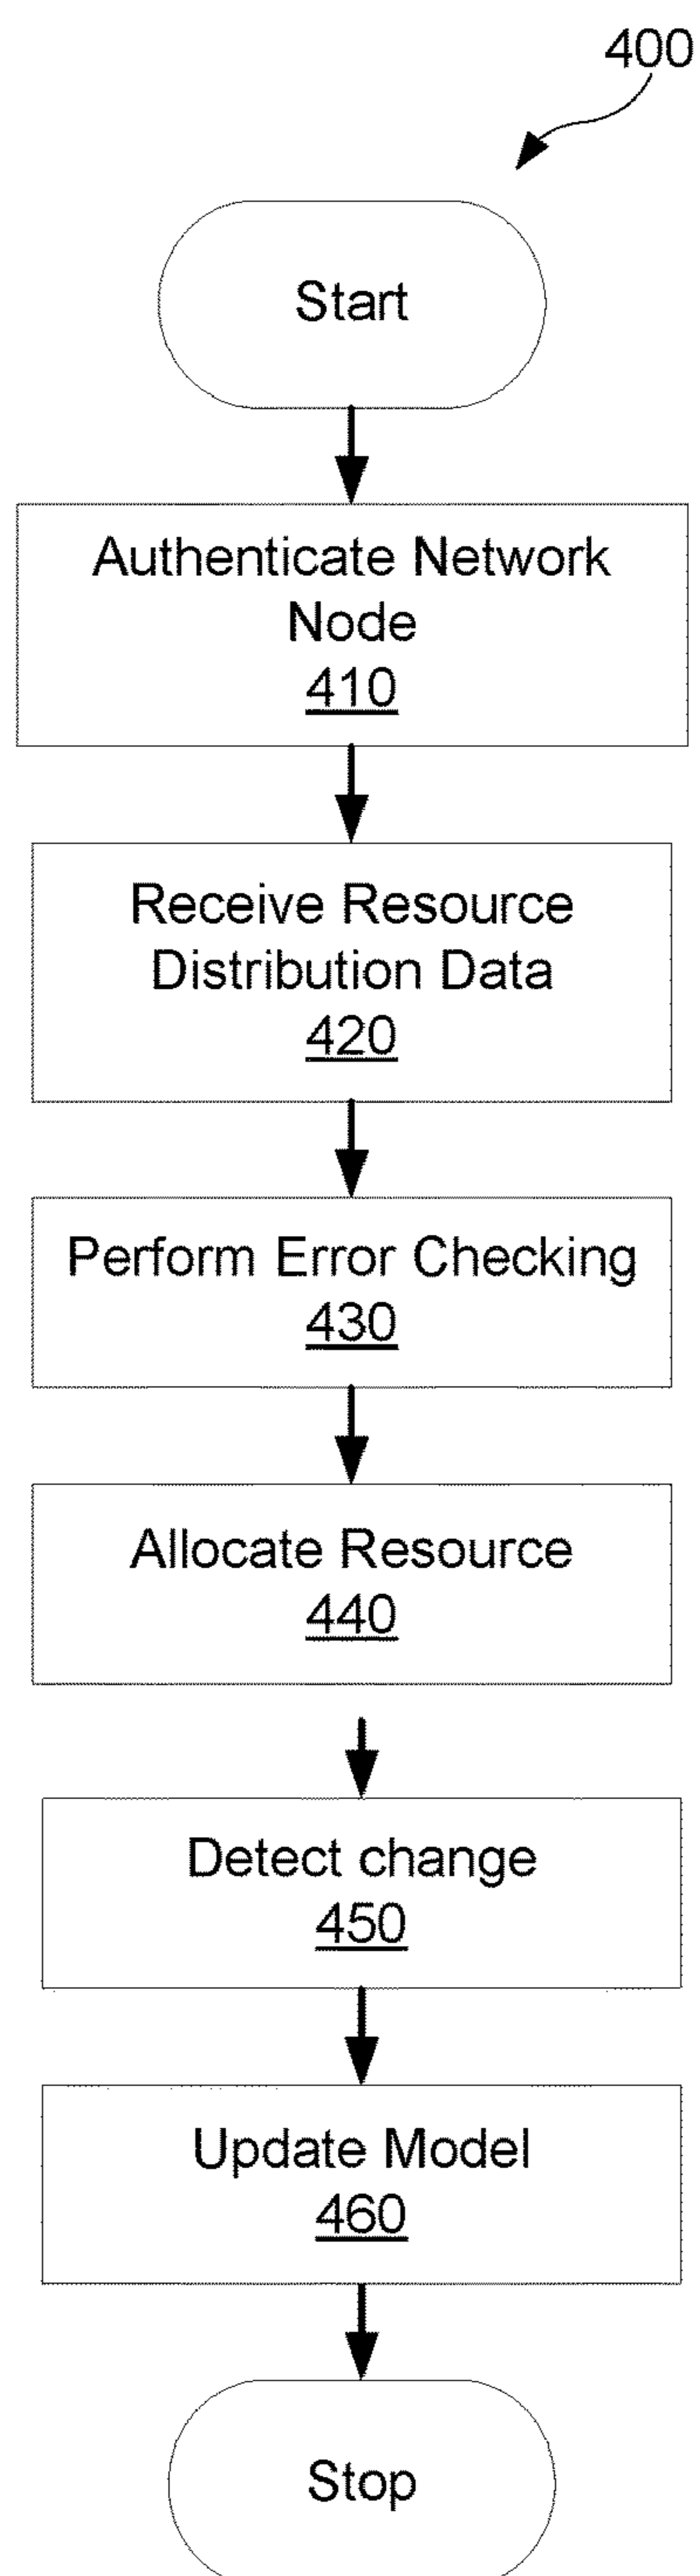 400
Start
Authenticate Network
Node
410
Receive Resource
Distribution Data
420
Perform Error Checking
430
Allocate Resource
440
Detect change
450
Update Model
460
Stop